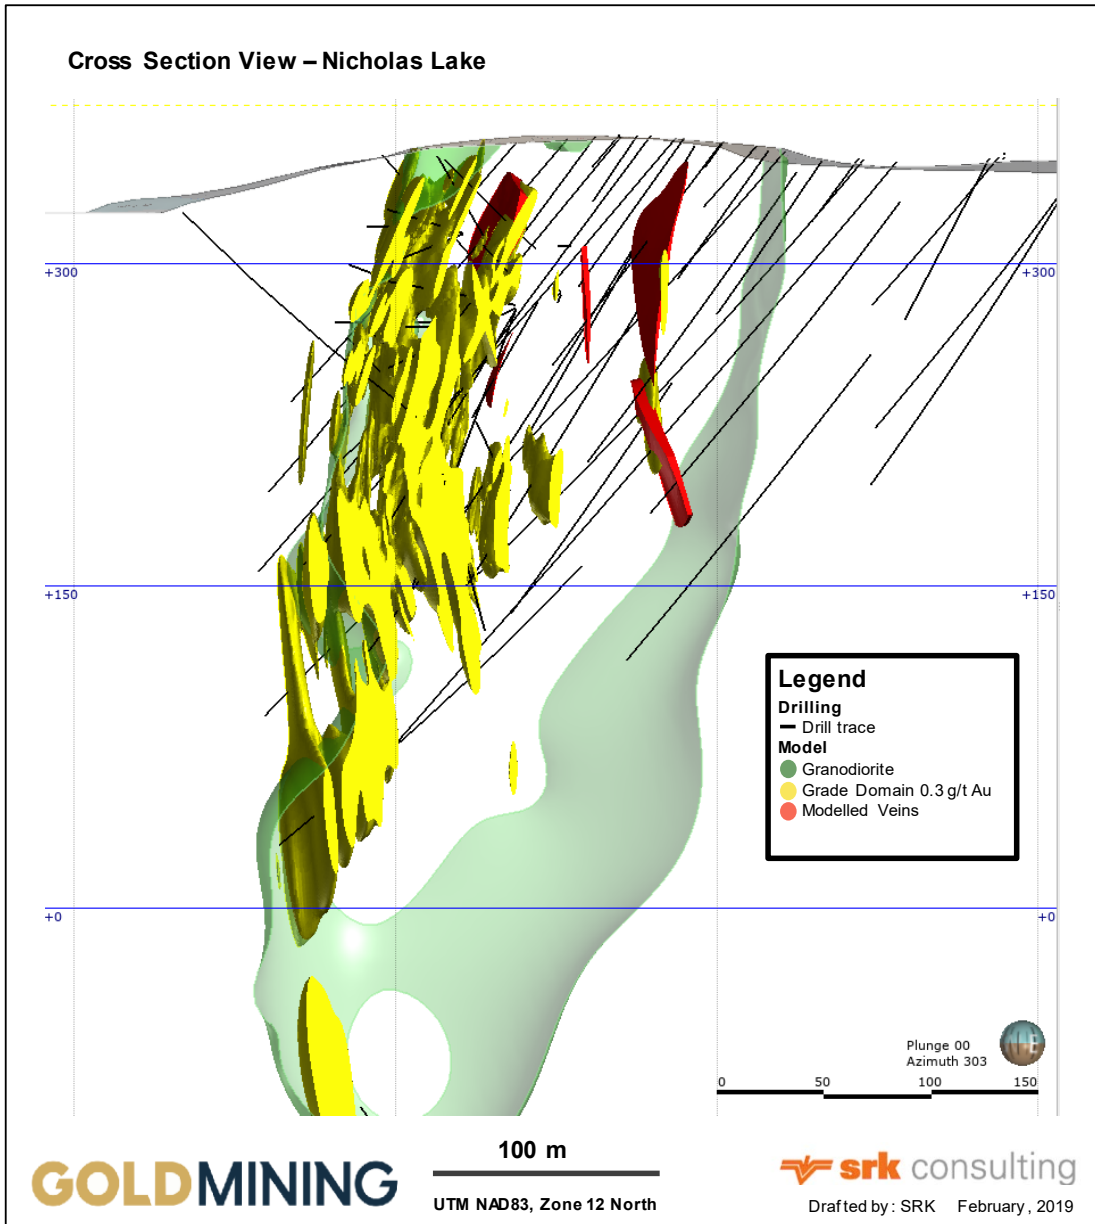 Cross Section View – Nicholas Lake
+300 +300
+150 +150
Legend
Drilling
Drill trace
Model
Granodiorite
Grade Domain 0.3 g/t Au
Modelled Veins
+0 +0
Plunge 00
Azimuth 303
E
0 50 100 150
100 m
GOLDMINING
srk consulting
UTM NAD83, Zone 12 North
Drafted by: SRK February, 2019